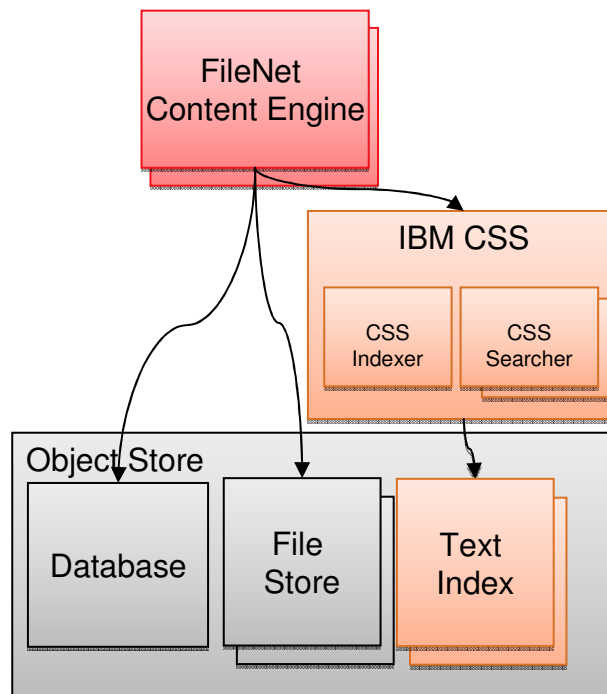 FileNet
Content Engine
IBM CSS
CSS
Indexer
CSS
Searcher
Object Store
Database
File
Store
Text
Index